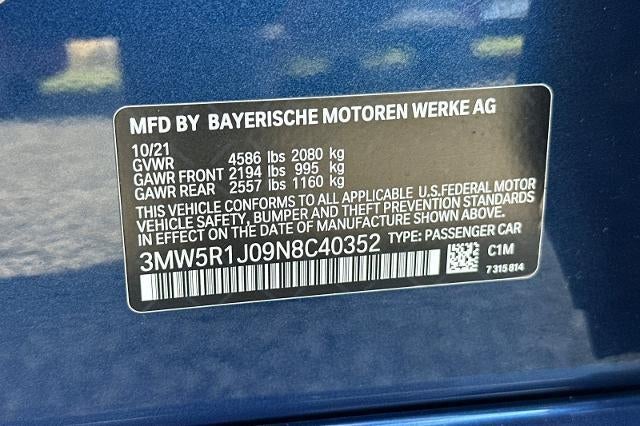 MFD BY BAYERISCHE MOTOREN WERKE AG
10/21
GVWR 4586 lbs 2080 kg
GAWR FRONT 2194 lbs 995 kg
GAWR REAR 2557 lbs 1160 kg
THIS VEHICLE CONFORMS TO ALL APPLICABLE U.S.FEDERAL MOTOR
VEHICLE SAFETY, BUMPER AND THEFT PREVENTION STANDARDS
IN EFFECT ON THE DATE OF MANUFACTURE SHOWN ABOVE.
3MW5R1J09N8C40352 TYPE: PASSENGER CAR
C1M
7 315 814